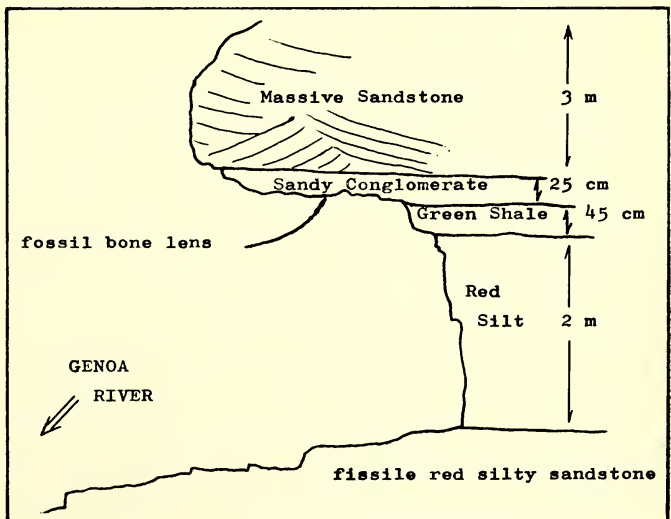 Massive Sandstone
3 m
Sandy Conglomerate
25 cm
Green Shale
45 cm
fossil bone lens
Red
Silt
2 m
GENOA
RIVER
fissile red silty sandstone